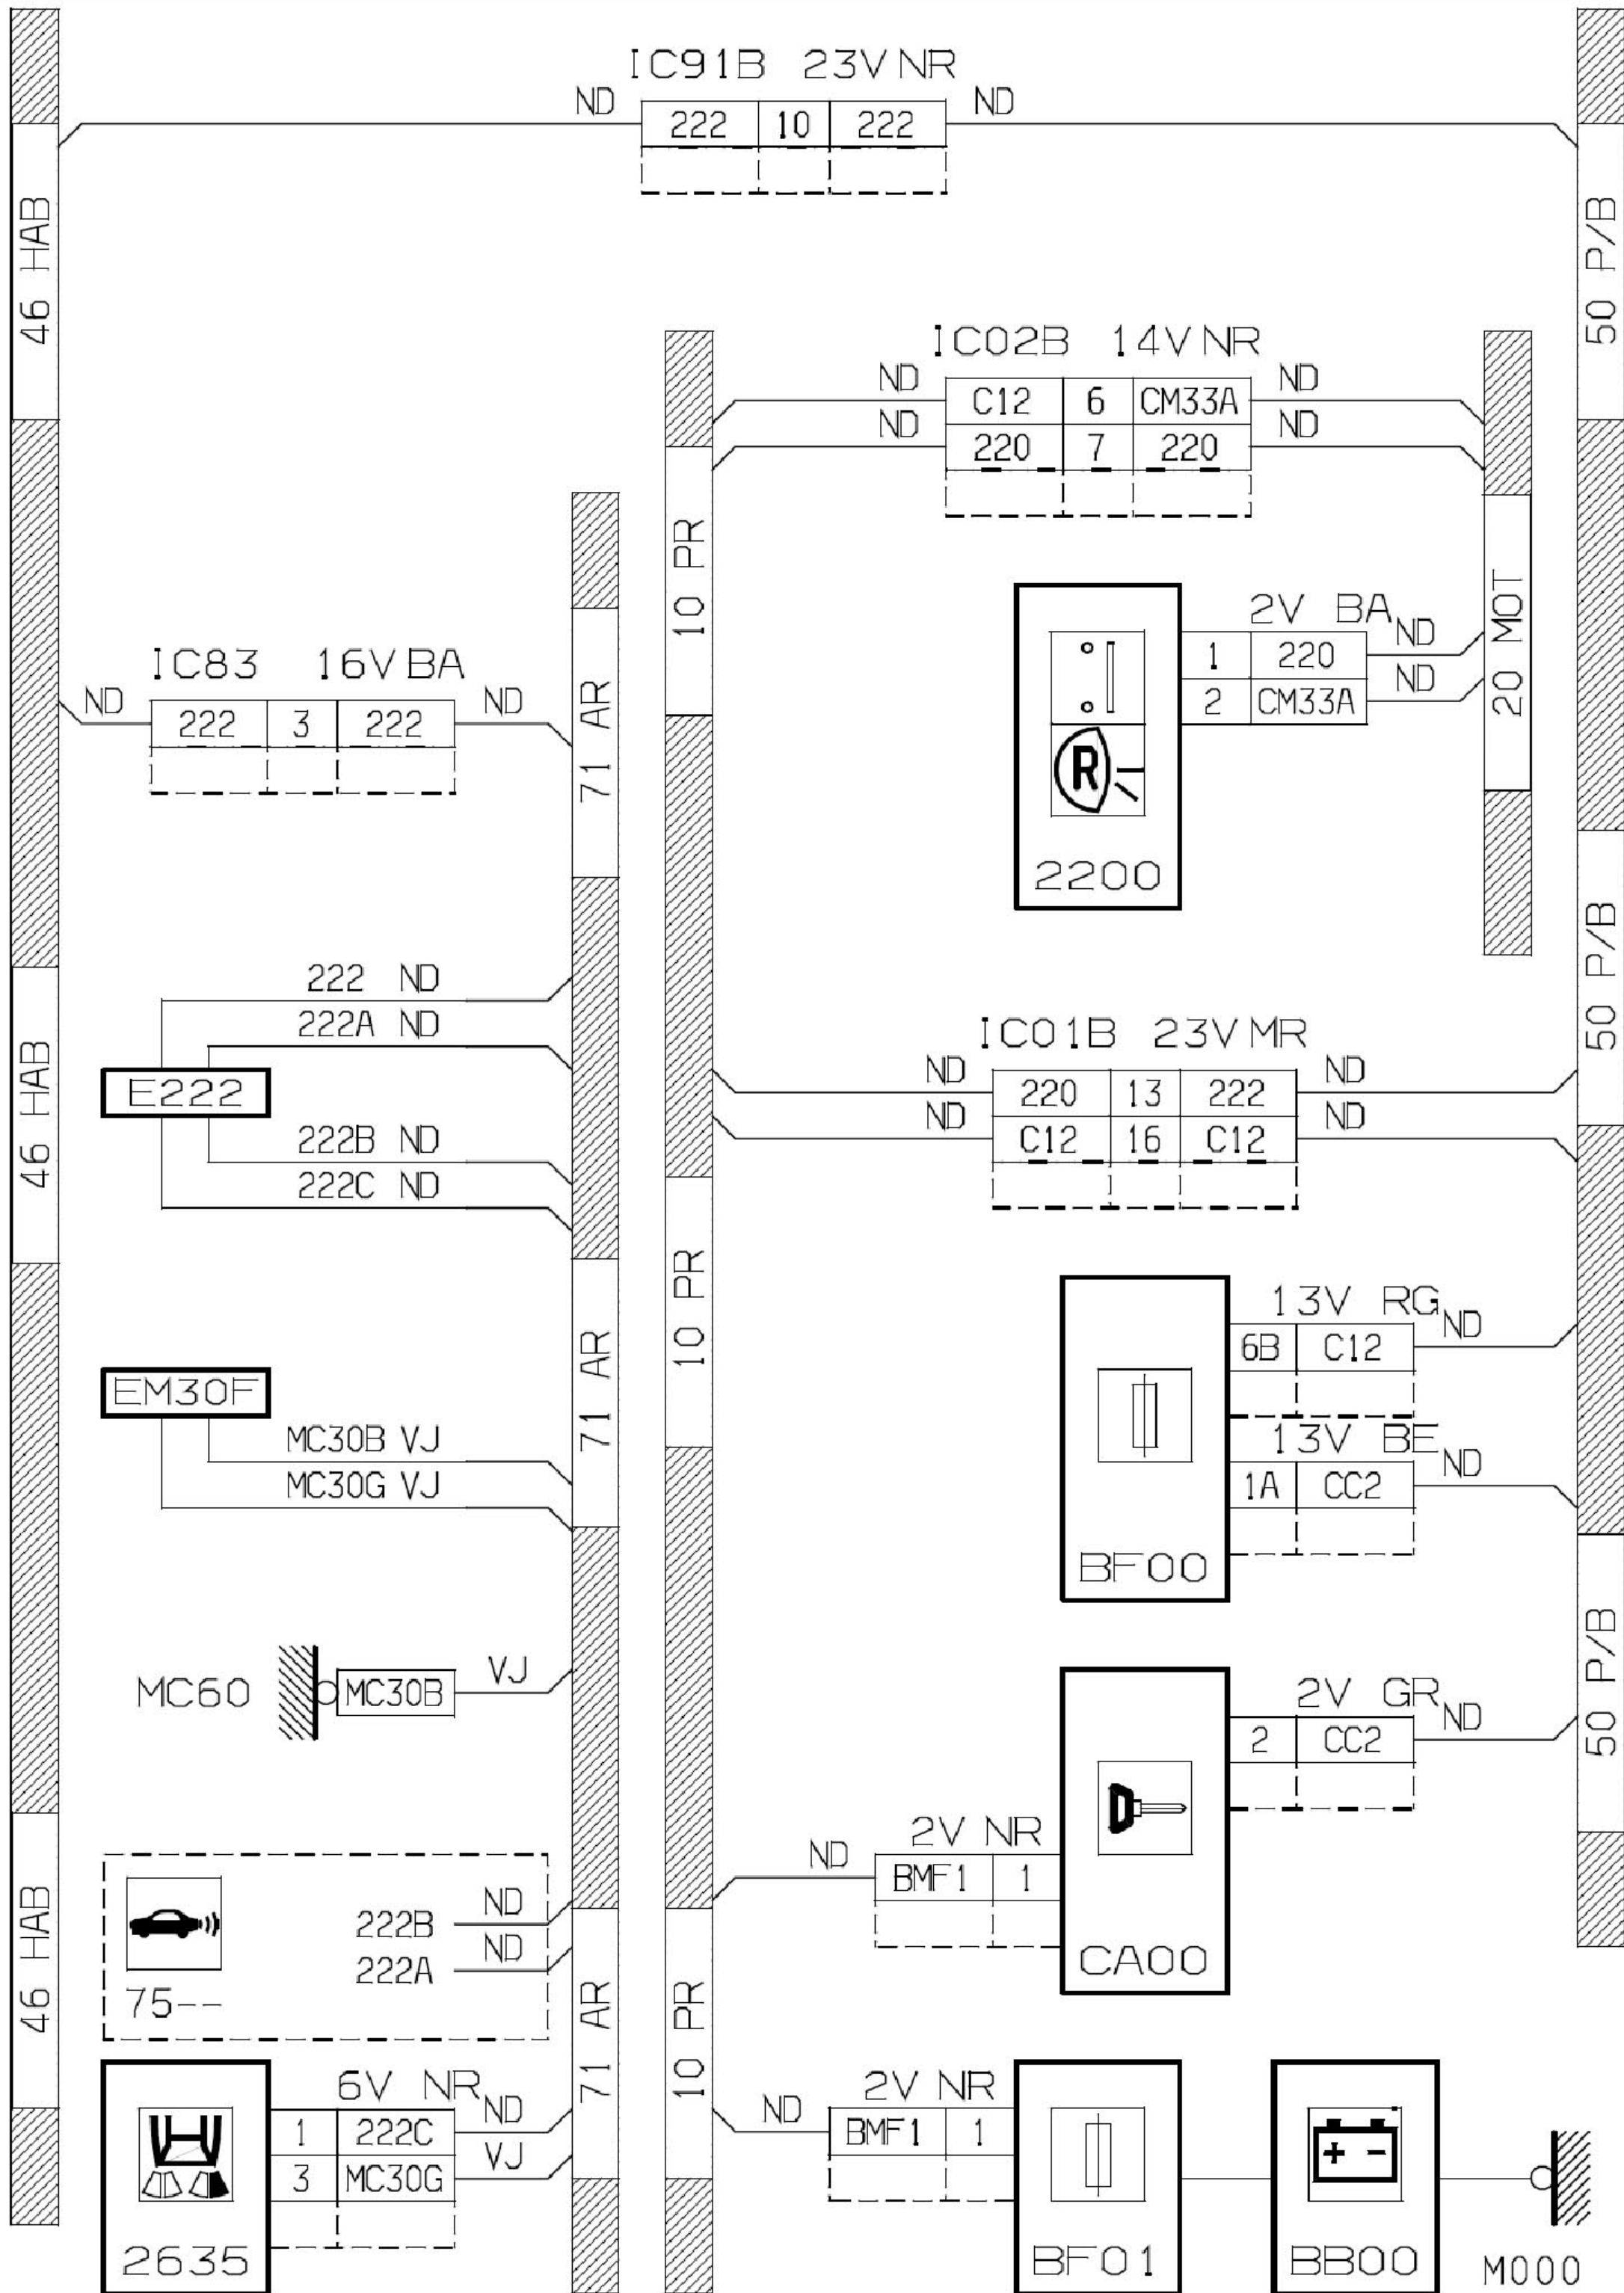 IC91B 23V NR
ND 222 10 222 ND
46 HAB
50 P/B
IC02B 14V NR
ND C12 6 CM33A ND
ND 220 7 220 ND
10 PR
20 MOT
2V BA
1 220 ND
2 CM33A ND
2200
R
IC83 16V BA
ND 222 3 222 ND
71 AR
222 ND
222A ND
E222
222B ND
222C ND
46 HAB
50 P/B
IC01B 23V MR
ND 220 13 222 ND
ND C12 16 C12 ND
10 PR
71 AR
13V RG
6B C12 ND
13V BE
1A CC2 ND
BF00
EM30F
MC30B VJ
MC30G VJ
MC60 MC30B VJ
50 P/B
2V GR
2 CC2 ND
2V NR
ND BMF1 1
CA00
46 HAB
222B ND
222A ND
75--
71 AR
10 PR
6V NR
1 222C ND
3 MC30G VJ
2635
2V NR
ND BMF1 1
BF01
+ -
BB00
M000